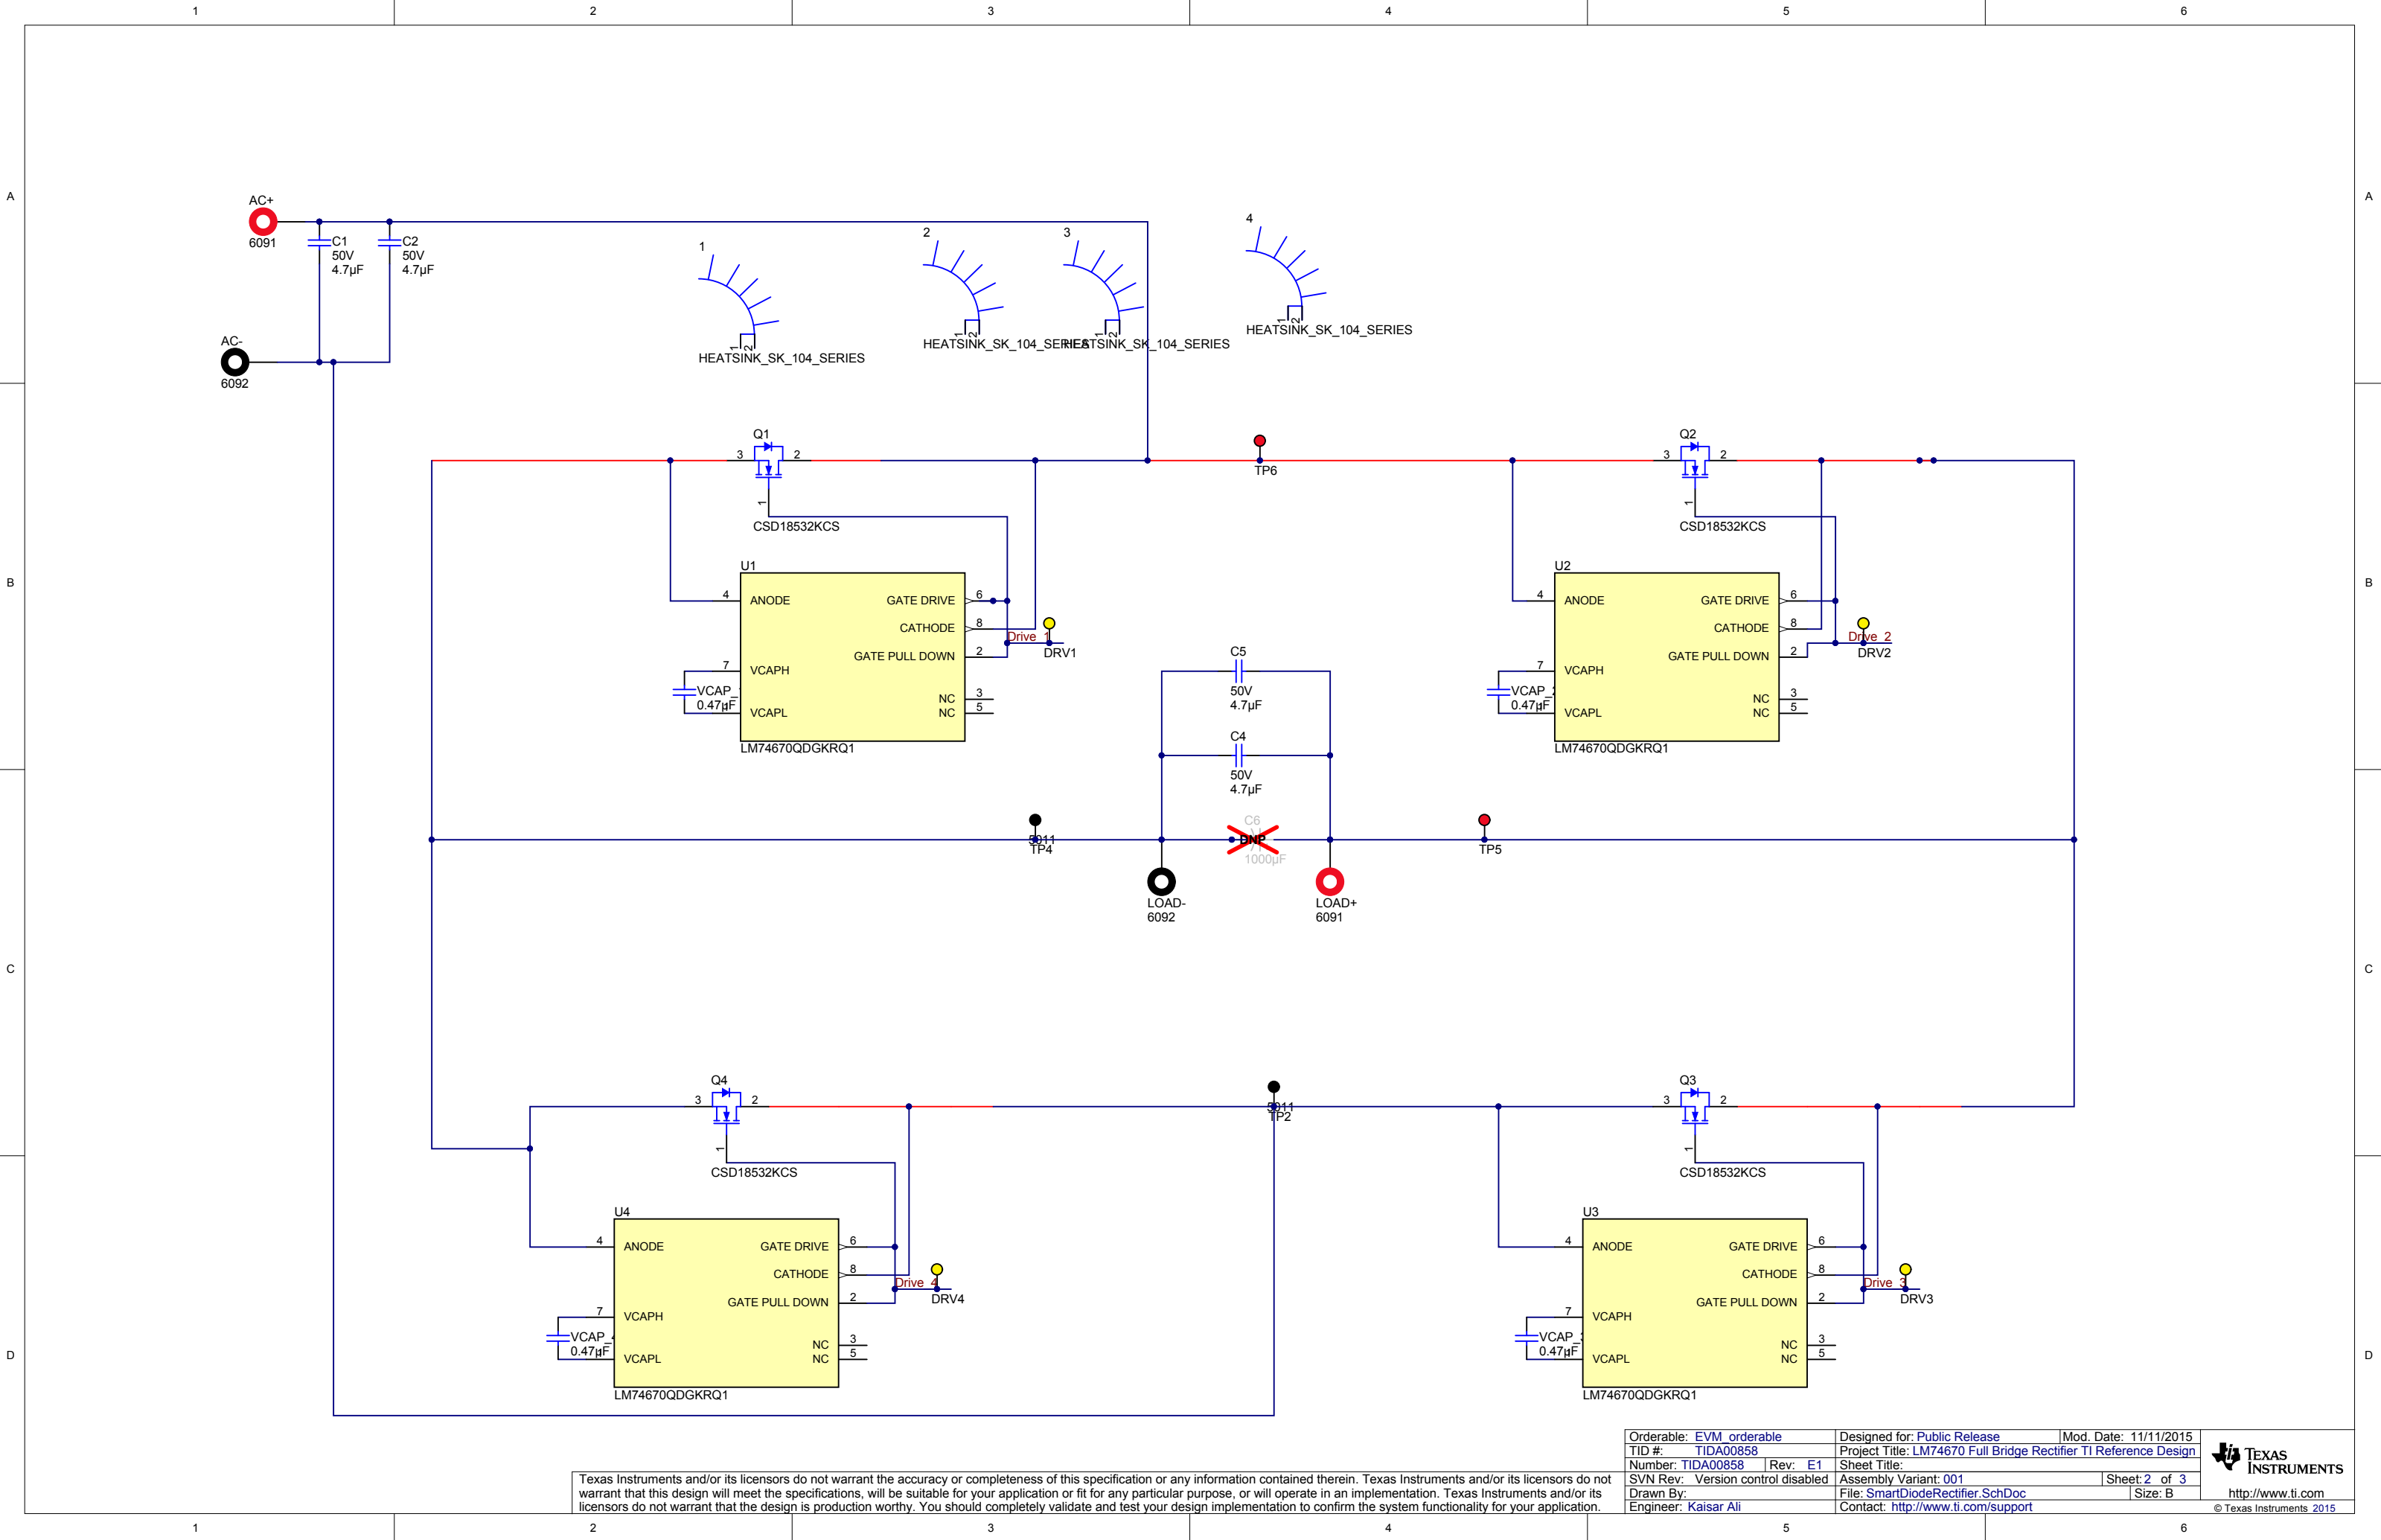 1 2 3 4 5 6
A A
AC+
6091
C1
50V
4.7µF
C2
50V
4.7µF
AC-
6092
1
1 2
HEATSINK_SK_104_SERIES
2
1 2
HEATSINK_SK_104_SERIES
3
1 2
HEATSINK_SK_104_SERIES
4
1 2
HEATSINK_SK_104_SERIES
B B
Q1
3 2
1
CSD18532KCS
TP6
Q2
3 2
1
CSD18532KCS
U1
4 ANODE GATE DRIVE 6
CATHODE 8
GATE PULL DOWN 2
7 VCAPH
NC 3
VCAPL NC 5
LM74670QDGKRQ1
VCAP_
0.47µF
Drive_1
DRV1
U2
4 ANODE GATE DRIVE 6
CATHODE 8
GATE PULL DOWN 2
7 VCAPH
NC 3
VCAPL NC 5
LM74670QDGKRQ1
VCAP_
0.47µF
Drive_2
DRV2
C5
50V
4.7µF
C4
50V
4.7µF
C6
DNP
1000µF
5011
TP4
TP5
LOAD-
6092
LOAD+
6091
C C
Q4
3 2
1
CSD18532KCS
5011
TP2
Q3
3 2
1
CSD18532KCS
U4
4 ANODE GATE DRIVE 6
CATHODE 8
GATE PULL DOWN 2
7 VCAPH
NC 3
VCAPL NC 5
LM74670QDGKRQ1
VCAP_
0.47µF
Drive_4
DRV4
U3
4 ANODE GATE DRIVE 6
CATHODE 8
GATE PULL DOWN 2
7 VCAPH
NC 3
VCAPL NC 5
LM74670QDGKRQ1
VCAP_
0.47µF
Drive_3
DRV3
D D
Texas Instruments and/or its licensors do not warrant the accuracy or completeness of this specification or any information contained therein. Texas Instruments and/or its licensors do not
warrant that this design will meet the specifications, will be suitable for your application or fit for any particular purpose, or will operate in an implementation. Texas Instruments and/or its
licensors do not warrant that the design is production worthy. You should completely validate and test your design implementation to confirm the system functionality for your application.
Orderable: EVM_orderable Designed for: Public Release Mod. Date: 11/11/2015
TID #: TIDA00858 Project Title: LM74670 Full Bridge Rectifier TI Reference Design
Number: TIDA00858 Rev: E1 Sheet Title:
SVN Rev: Version control disabled Assembly Variant: 001 Sheet: 2 of 3
Drawn By: File: SmartDiodeRectifier.SchDoc Size: B
Engineer: Kaisar Ali Contact: http://www.ti.com/support
TEXAS
INSTRUMENTS
http://www.ti.com
© Texas Instruments 2015
1 2 3 4 5 6